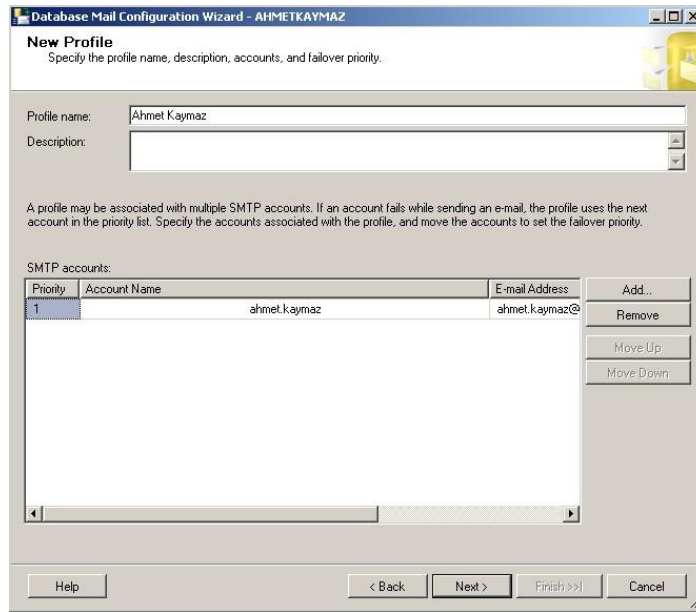 Database Mail Configuration Wizard - AHMETKAYMAZ
New Profile
Specify the profile name, description, accounts, and failover priority.
Profile name:
Ahmet Kaymaz
Description:
A profile may be associated with multiple SMTP accounts. If an account fails while sending an e-mail, the profile uses the next
account in the priority list. Specify the accounts associated with the profile, and move the accounts to set the failover priority.
SMTP accounts:
Priority Account Name E-mail Address
1 ahmet.kaymaz ahmet.kaymaz@
Add...
Remove
Move Up
Move Down
Help < Back Next > Finish >>| Cancel